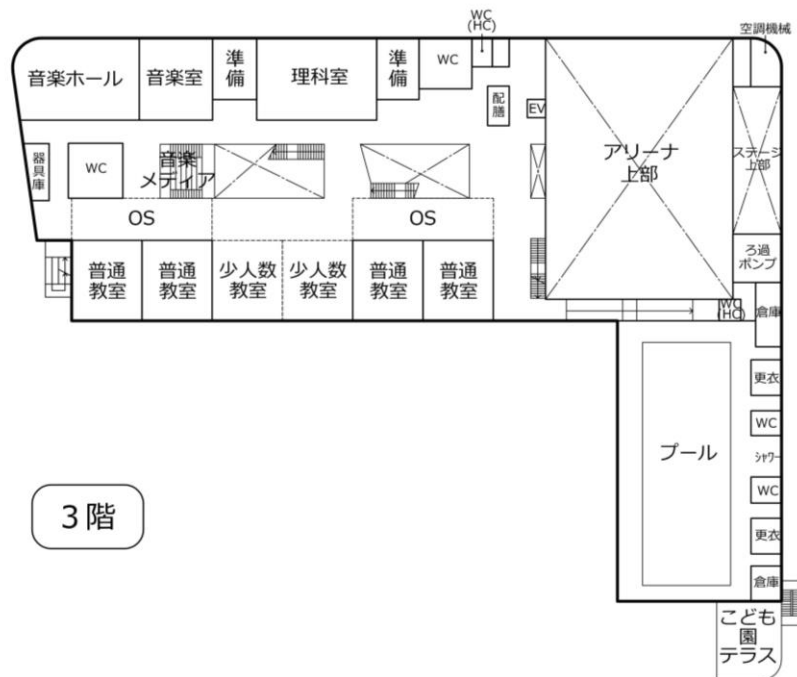 WC
(HC)
空調機械
音楽ホール
音楽室
準
備
理科室
準
備
WC
配
膳
EV
アリーナ
上部
ステージ
上部
器
具
庫
WC
音楽
メディア
OS
OS
ろ過
ポンプ
普通
教室
普通
教室
少人数
教室
少人数
教室
普通
教室
普通
教室
WC
(HC)
倉庫
更衣
WC
プール
シャワー
WC
3階
更衣
倉庫
こども
園
テラス